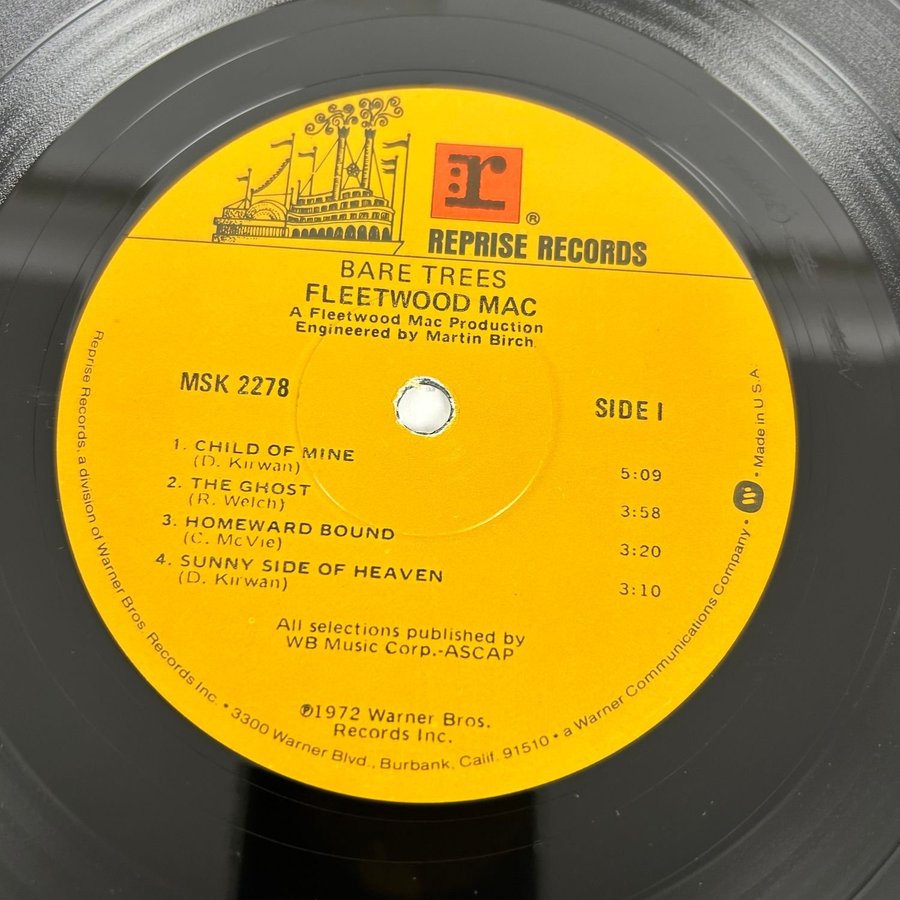 r
®
REPRISE RECORDS
BARE TREES
FLEETWOOD MAC
A Fleetwood Mac Production
Engineered by Martin Birch.
MSK 2278
SIDE I
1. CHILD OF MINE 5:09
(D. Kirwan)
2. THE GHOST 3:58
(R. Welch)
3. HOMEWARD BOUND 3:20
(C. McVie)
4. SUNNY SIDE OF HEAVEN 3:10
(D. Kirwan)
All selections published by
WB Music Corp.-ASCAP
℗1972 Warner Bros.
Records Inc.
Reprise Records, a division of Warner Bros. Records Inc. • 3300 Warner Blvd., Burbank, Calif. 91510 • a Warner Communications Company • W • Made in U.S.A.